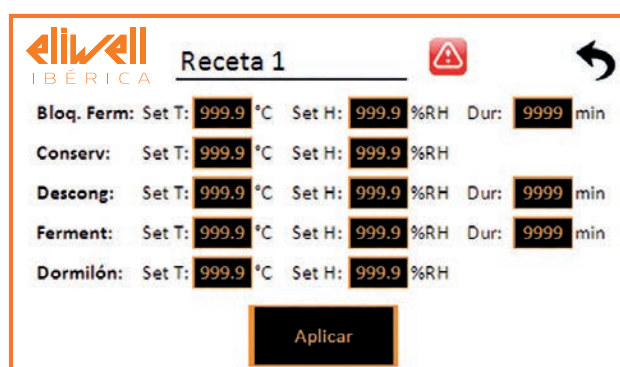 eliwell
IBÉRICA
Receta 1
Bloq. Ferm: Set T: 999.9 °C Set H: 999.9 %RH Dur: 9999 min
Conserv: Set T: 999.9 °C Set H: 999.9 %RH
Descong: Set T: 999.9 °C Set H: 999.9 %RH Dur: 9999 min
Ferment: Set T: 999.9 °C Set H: 999.9 %RH Dur: 9999 min
Dormilón: Set T: 999.9 °C Set H: 999.9 %RH
Aplicar